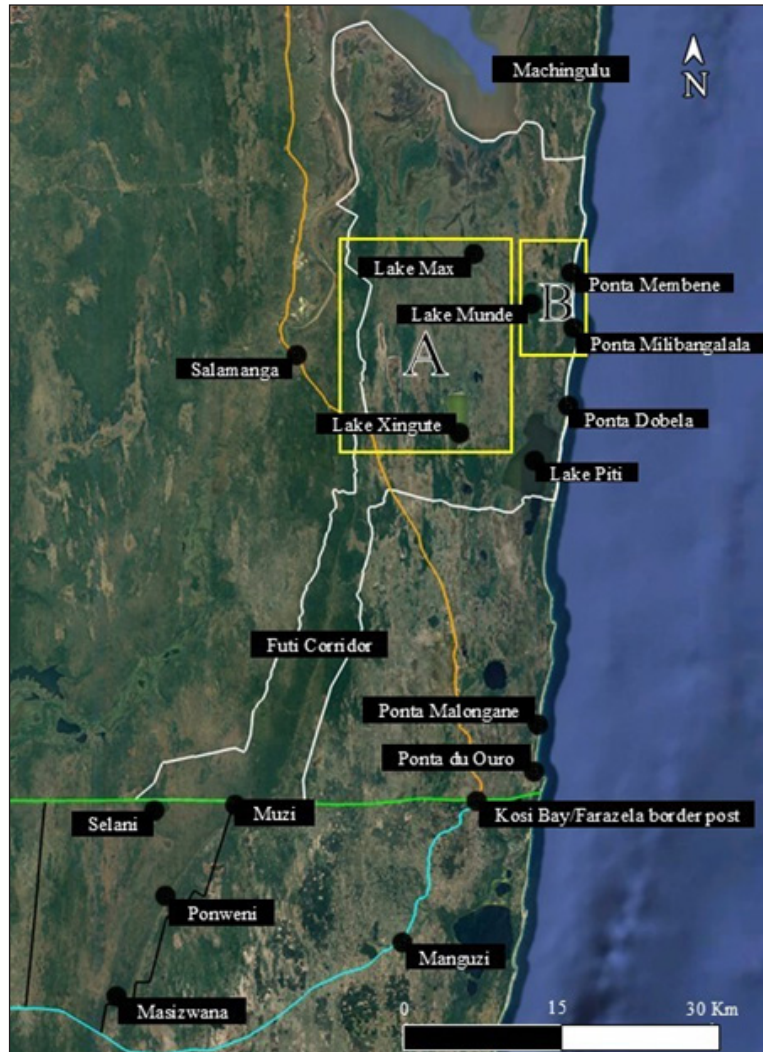 Machingulu
N
Lake Max
Ponta Membene
B
Lake Munde
Ponta Milibangalala
A
Salamanga
Ponta Dobela
Lake Xingute
Lake Piti
Futi Corridor
Ponta Malongane
Ponta du Ouro
Selani
Muzi
Kosi Bay/Farazela border post
Ponweni
Manguzi
Masizwana
0 15 30 Km